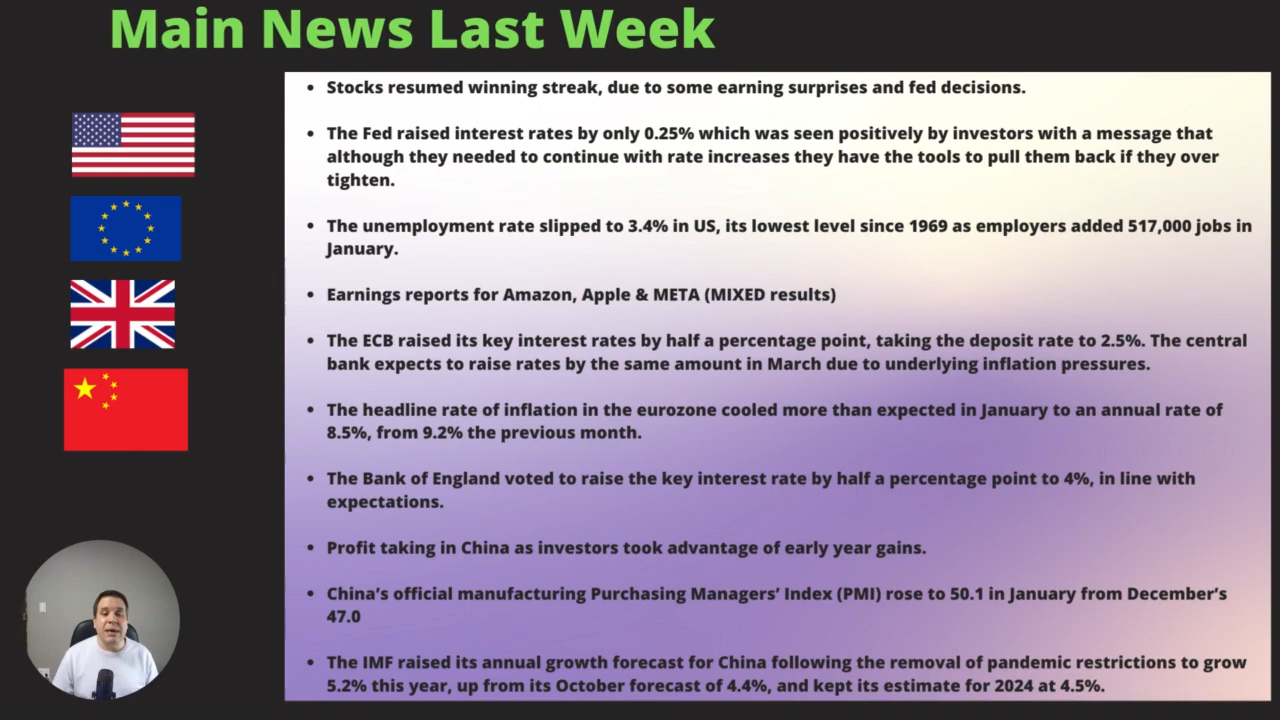 Main News Last Week
• Stocks resumed winning streak, due to some earning surprises and fed decisions.
• The Fed raised interest rates by only 0.25% which was seen positively by investors with a message that
although they needed to continue with rate increases they have the tools to pull them back if they over
tighten.
• The unemployment rate slipped to 3.4% in US, its lowest level since 1969 as employers added 517,000 jobs in
January.
• Earnings reports for Amazon, Apple & META (MIXED results)
• The ECB raised its key interest rates by half a percentage point, taking the deposit rate to 2.5%. The central
bank expects to raise rates by the same amount in March due to underlying inflation pressures.
• The headline rate of inflation in the eurozone cooled more than expected in January to an annual rate of
8.5%, from 9.2% the previous month.
• The Bank of England voted to raise the key interest rate by half a percentage point to 4%, in line with
expectations.
• Profit taking in China as investors took advantage of early year gains.
• China’s official manufacturing Purchasing Managers’ Index (PMI) rose to 50.1 in January from December’s
47.0
• The IMF raised its annual growth forecast for China following the removal of pandemic restrictions to grow
5.2% this year, up from its October forecast of 4.4%, and kept its estimate for 2024 at 4.5%.